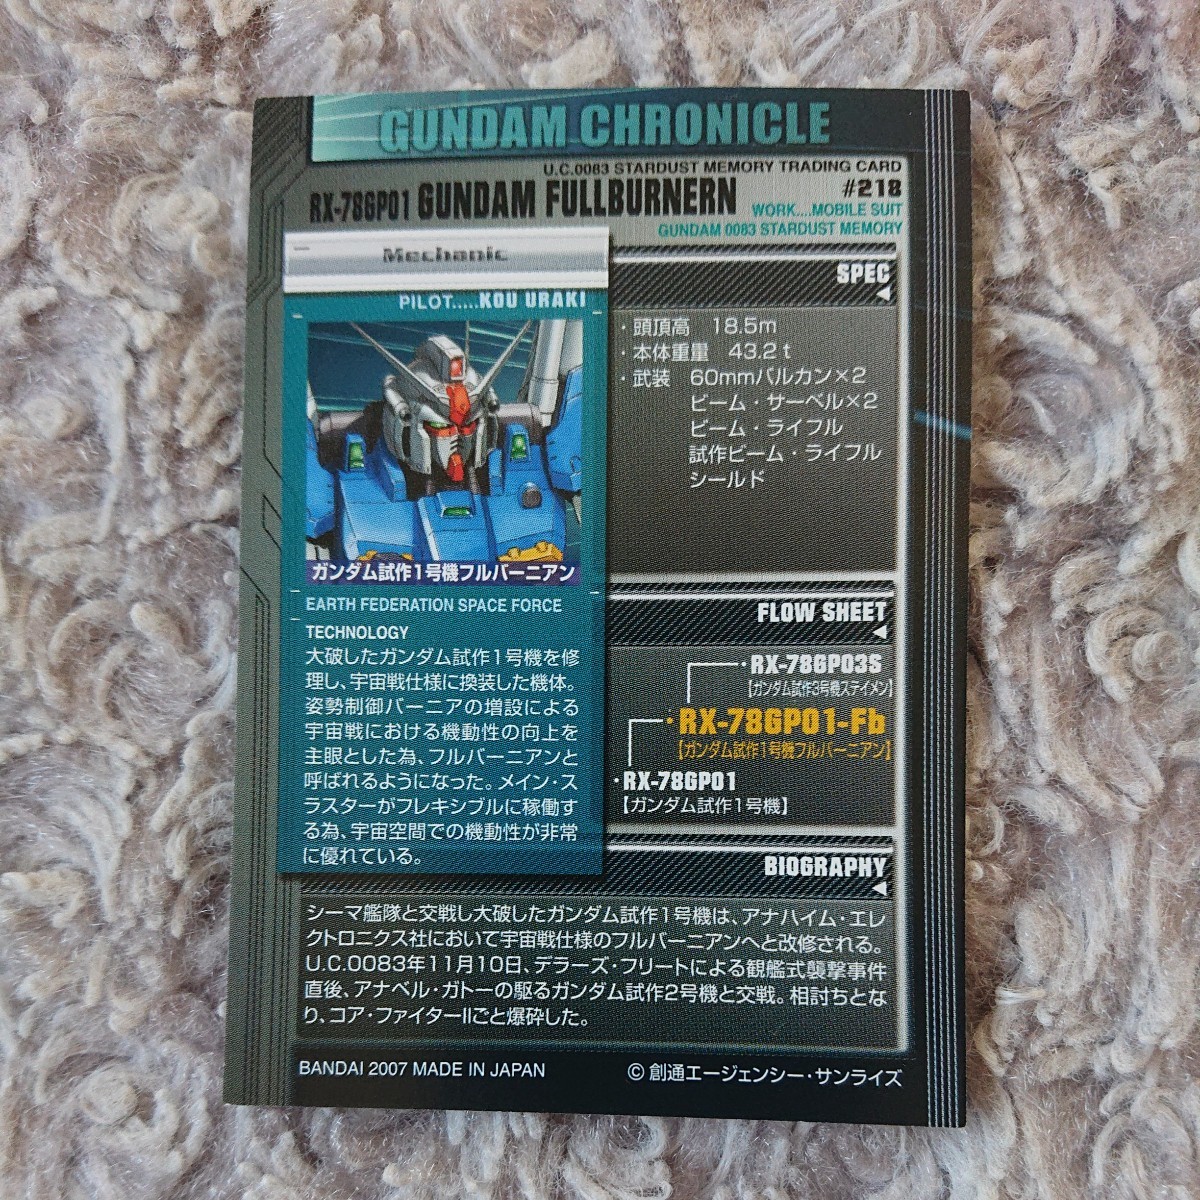 GUNDAM CHRONICLE
U.C.0083 STARDUST MEMORY TRADING CARD
RX-78GP01 GUNDAM FULLBURNERN
#218
WORK....MOBILE SUIT
GUNDAM 0083 STARDUST MEMORY
Mechanic
PILOT.....KOU URAKI
ガンダム試作1号機フルバーニアン
EARTH FEDERATION SPACE FORCE
TECHNOLOGY
大破したガンダム試作1号機を修
理し、宇宙戦仕様に換装した機体。
姿勢制御バーニアの増設による
宇宙戦における機動性の向上を
主眼とした為、フルバーニアンと
呼ばれるようになった。メイン・ス
ラスターがフレキシブルに稼働す
る為、宇宙空間での機動性が非常
に優れている。
SPEC
・頭頂高 18.5m
・本体重量 43.2t
・武装 60mmバルカン×2
ビーム・サーベル×2
ビーム・ライフル
試作ビーム・ライフル
シールド
FLOW SHEET
・RX-78GP03S
【ガンダム試作3号機ステイメン】
・RX-78GP01-Fb
【ガンダム試作1号機フルバーニアン】
・RX-78GP01
【ガンダム試作1号機】
BIOGRAPHY
シーマ艦隊と交戦し大破したガンダム試作1号機は、アナハイム・エレ
クトロニクス社において宇宙戦仕様のフルバーニアンへと改修される。
U.C.0083年11月10日、デラーズ・フリートによる観艦式襲撃事件
直後、アナベル・ガトーの駆るガンダム試作2号機と交戦。相討ちとな
り、コア・ファイターIIごと爆砕した。
BANDAI 2007 MADE IN JAPAN
© 創通エージェンシー・サンライズ